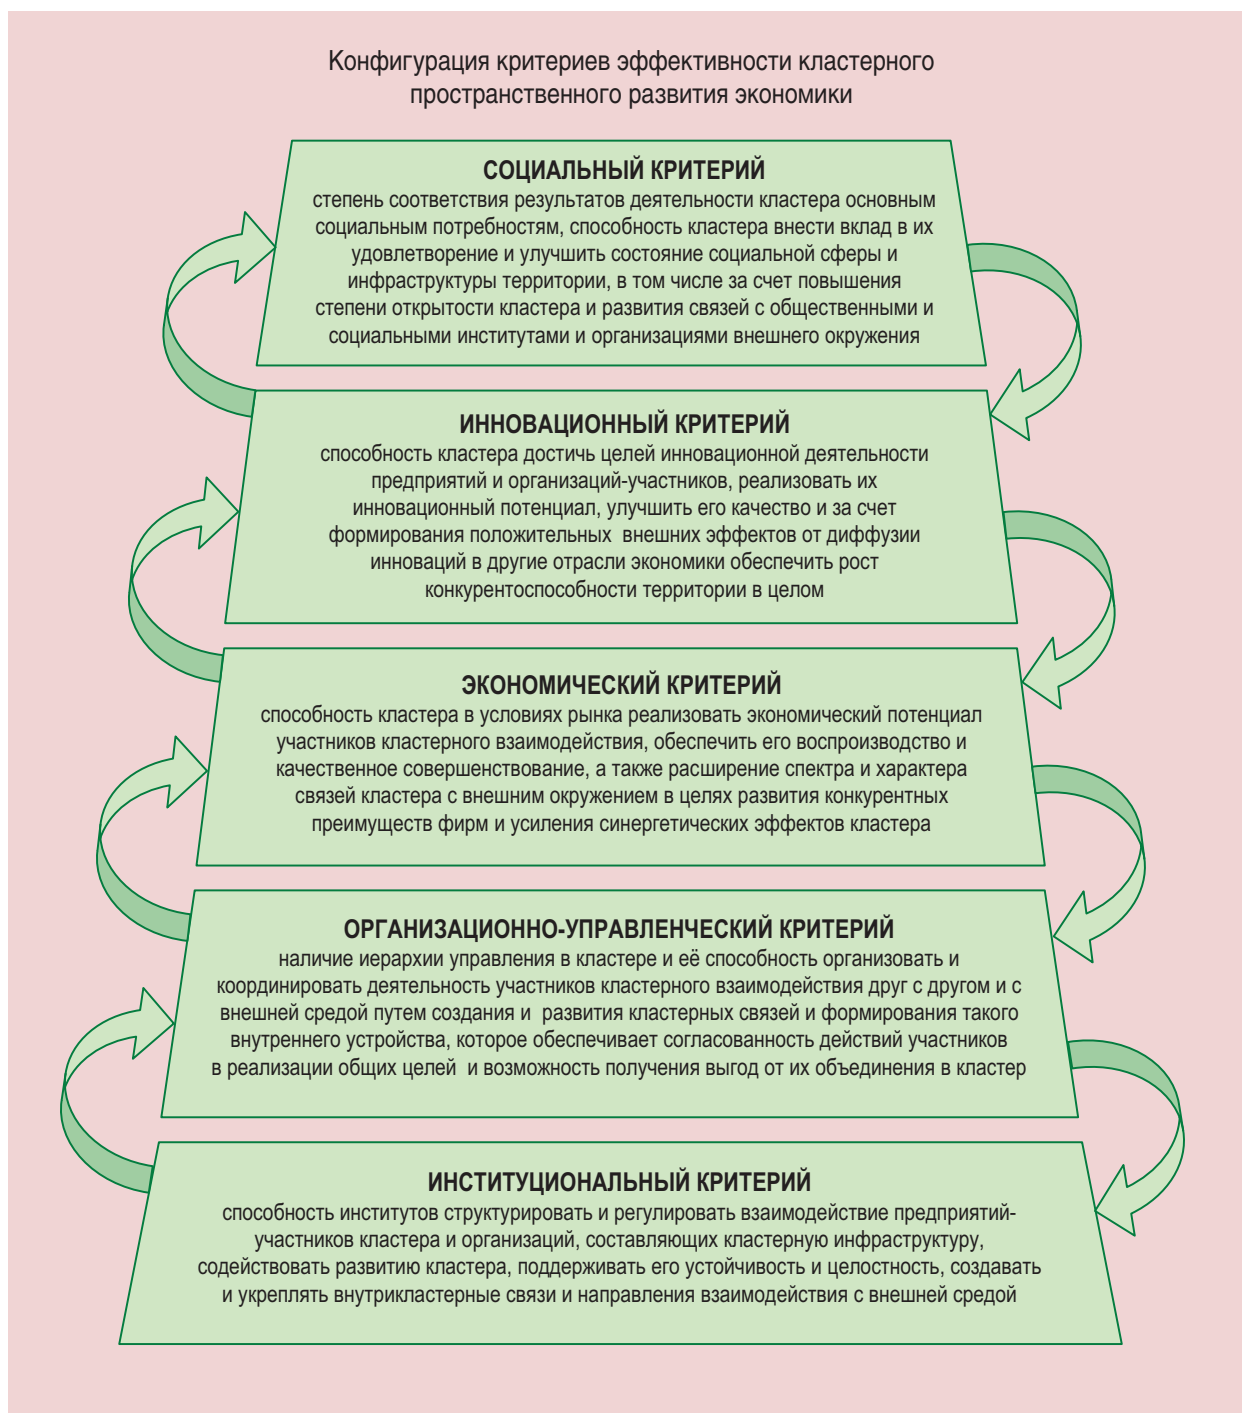 Конфигурация критериев эффективности кластерного
пространственного развития экономики
СОЦИАЛЬНЫЙ КРИТЕРИЙ
степень соответствия результатов деятельности кластера основным
социальным потребностям, способность кластера внести вклад в их
удовлетворение и улучшить состояние социальной сферы и
инфраструктуры территории, в том числе за счет повышения
степени открытости кластера и развития связей с общественными и
социальными институтами и организациями внешнего окружения
ИННОВАЦИОННЫЙ КРИТЕРИЙ
способность кластера достичь целей инновационной деятельности
предприятий и организаций-участников, реализовать их
инновационный потенциал, улучшить его качество и за счет
формирования положительных внешних эффектов от диффузии
инноваций в другие отрасли экономики обеспечить рост
конкурентоспособности территории в целом
ЭКОНОМИЧЕСКИЙ КРИТЕРИЙ
способность кластера в условиях рынка реализовать экономический потенциал
участников кластерного взаимодействия, обеспечить его воспроизводство и
качественное совершенствование, а также расширение спектра и характера
связей кластера с внешним окружением в целях развития конкурентных
преимуществ фирм и усиления синергетических эффектов кластера
ОРГАНИЗАЦИОННО-УПРАВЛЕНЧЕСКИЙ КРИТЕРИЙ
наличие иерархии управления в кластере и её способность организовать и
координировать деятельность участников кластерного взаимодействия друг с другом и с
внешней средой путем создания и развития кластерных связей и формирования такого
внутреннего устройства, которое обеспечивает согласованность действий участников
в реализации общих целей и возможность получения выгод от их объединения в кластер
ИНСТИТУЦИОНАЛЬНЫЙ КРИТЕРИЙ
способность институтов структурировать и регулировать взаимодействие предприятий-
участников кластера и организаций, составляющих кластерную инфраструктуру,
содействовать развитию кластера, поддерживать его устойчивость и целостность, создавать
и укреплять внутрикластерные связи и направления взаимодействия с внешней средой